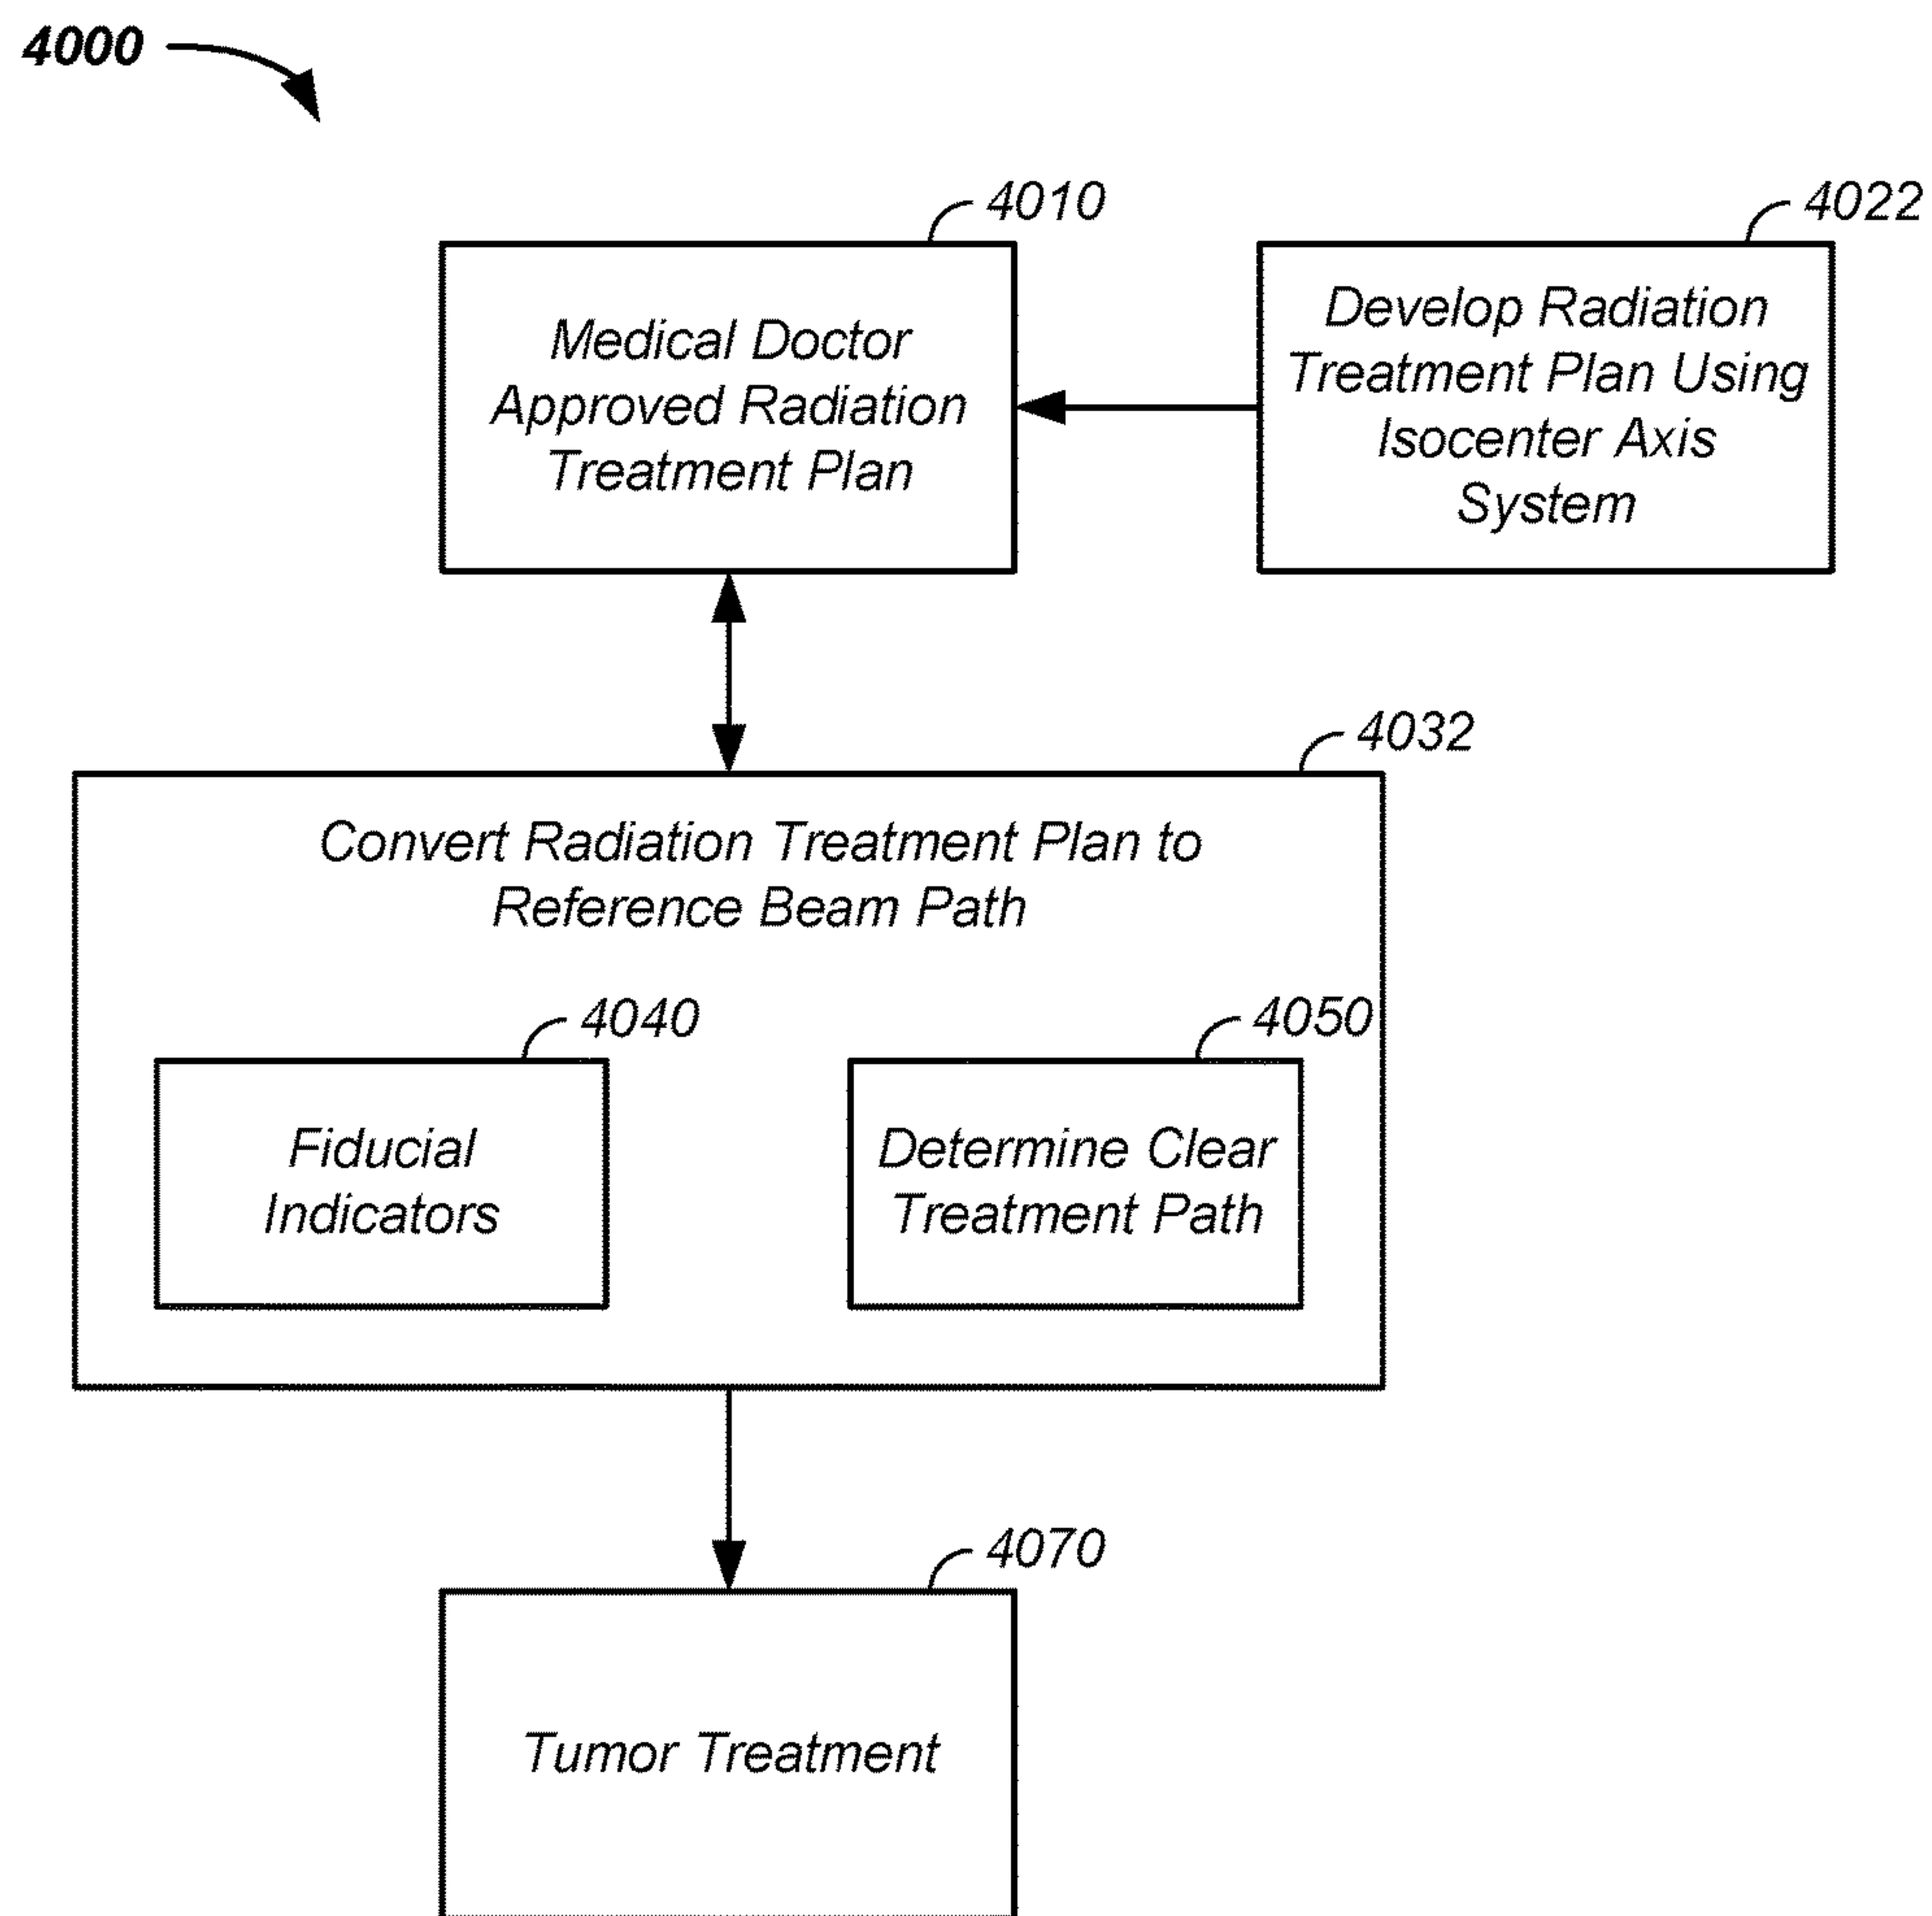 4000
4010
4022
Medical Doctor
Approved Radiation
Treatment Plan
Develop Radiation
Treatment Plan Using
Isocenter Axis
System
4032
Convert Radiation Treatment Plan to
Reference Beam Path
4040
4050
Fiducial
Indicators
Determine Clear
Treatment Path
4070
Tumor Treatment